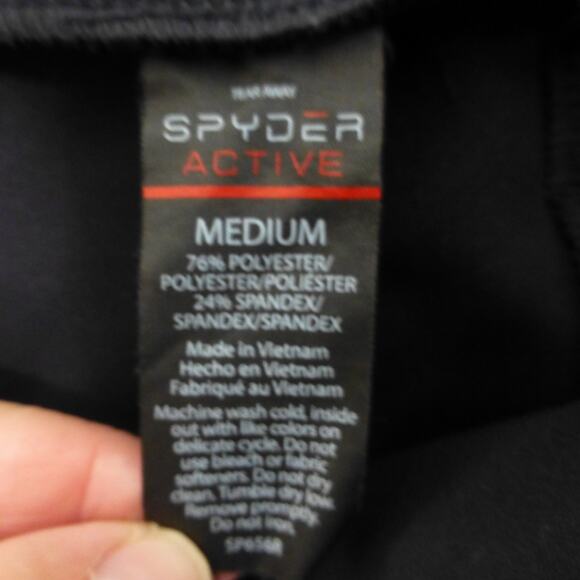 TEAR AWAY
SPYDER
ACTIVE
MEDIUM
76% POLYESTER/
POLYESTER/POLIÉSTER
24% SPANDEX/
SPANDEX/SPANDEX
Made in Vietnam
Hecho en Vietnam
Fabriqué au Vietnam
Machine wash cold, inside
out with like colors on
delicate cycle. Do not
use bleach or fabric
softeners. Do not dry
clean. Tumble dry low.
Remove promptly.
Do not iron.
SP656R